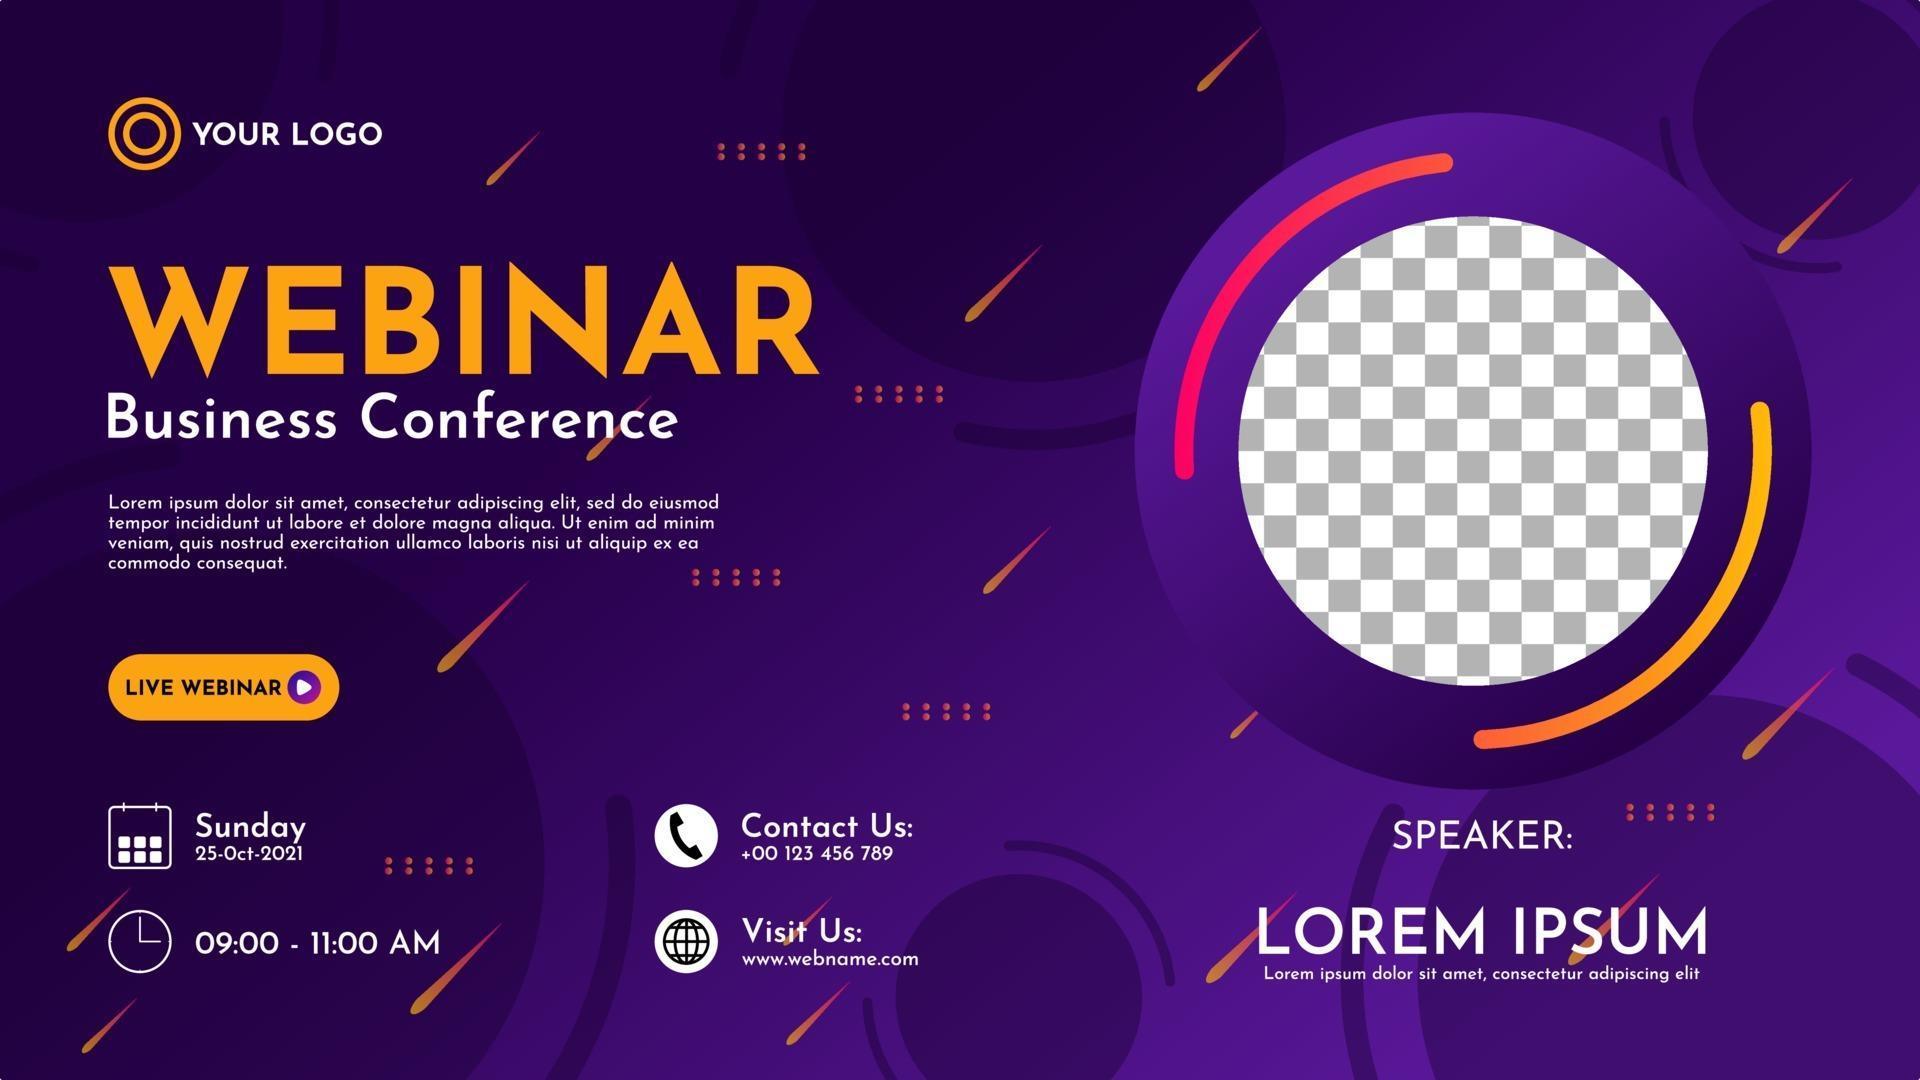 YOUR LOGO
WEBINAR
Business Conference
Lorem ipsum dolor sit amet, consectetur adipiscing elit, sed do eiusmod
tempor incididunt ut labore et dolore magna aliqua. Ut enim ad minim
veniam, quis nostrud exercitation ullamco laboris nisi ut aliquip ex ea
commodo consequat.
LIVE WEBINAR
Sunday
25-Oct-2021
09:00 - 11:00 AM
Contact Us:
+00 123 456 789
Visit Us:
www.webname.com
SPEAKER:
LOREM IPSUM
Lorem ipsum dolor sit amet, consectetur adipiscing elit